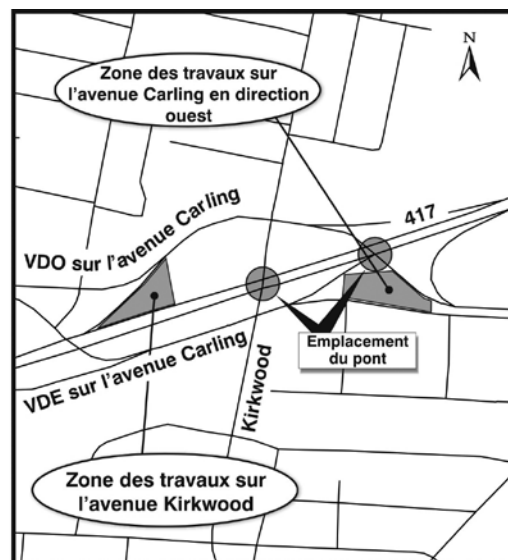 N
Zone des travaux sur
l'avenue Carling en direction
ouest
417
VDO sur l'avenue Carling
Emplacement
du pont
VDE sur l'avenue Carling
Kirkwood
Zone des travaux sur
l'avenue Kirkwood